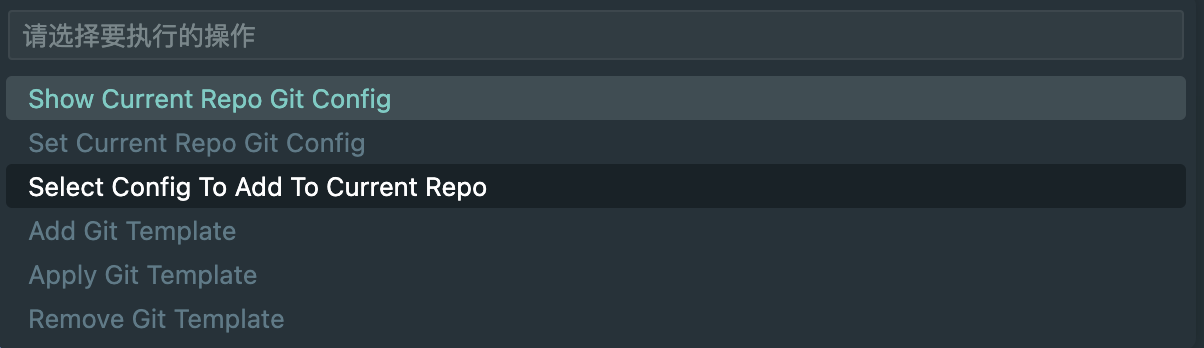 请选择要执行的操作
Show Current Repo Git Config
Set Current Repo Git Config
Select Config To Add To Current Repo
Add Git Template
Apply Git Template
Remove Git Template